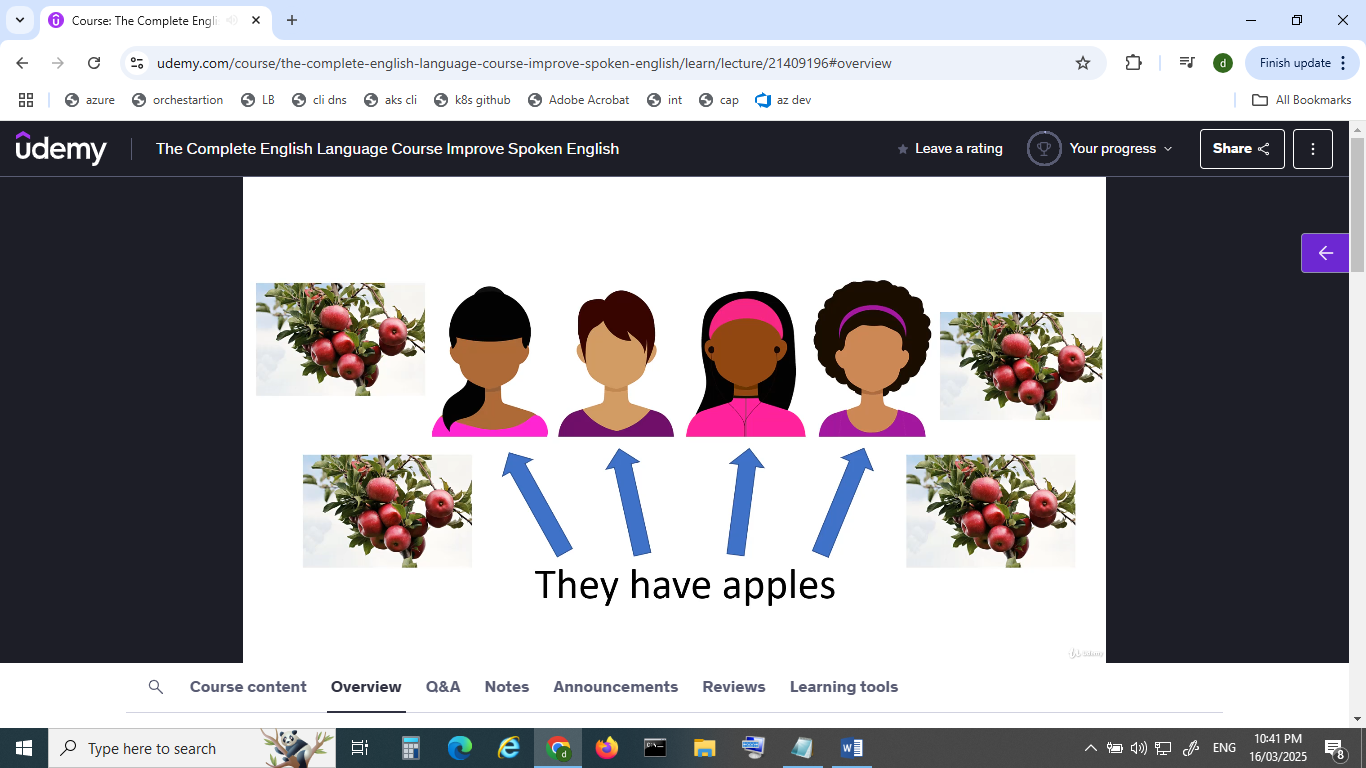 Course: The Complete Engli
udemy.com/course/the-complete-english-language-course-improve-spoken-english/learn/lecture/21409196#overview
d
Finish update
azure
orchestartion
LB
cli dns
aks cli
k8s github
Adobe Acrobat
int
cap
az dev
All Bookmarks
udemy
The Complete English Language Course Improve Spoken English
Leave a rating
Your progress
Share
They have apples
udemy
Course content
Overview
Q&A
Notes
Announcements
Reviews
Learning tools
Type here to search
ENG
10:41 PM
16/03/2025
8